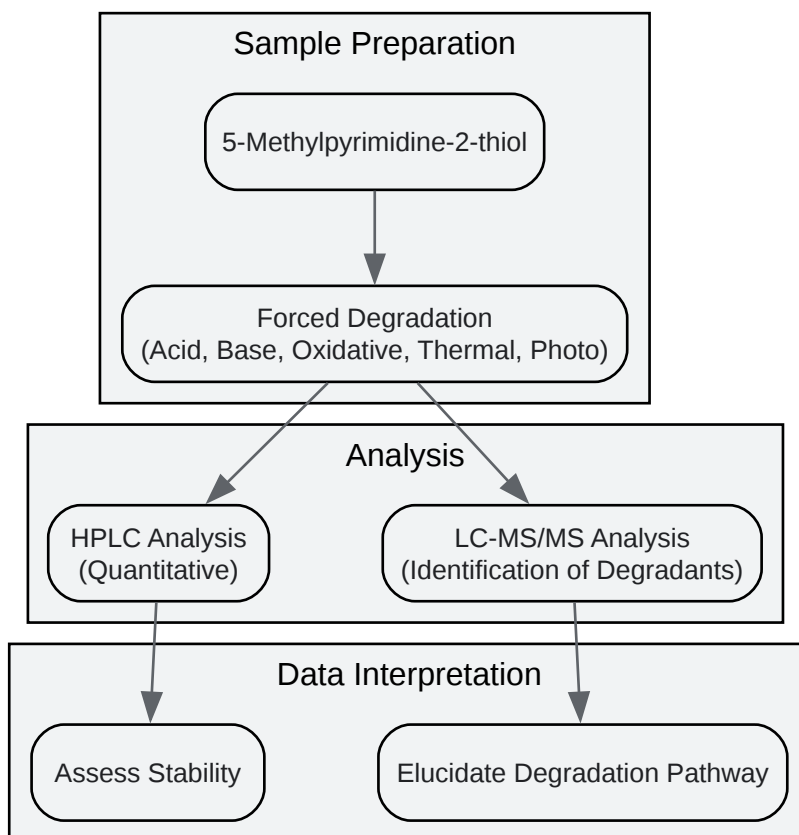 Sample Preparation
5-Methylpyrimidine-2-thiol
Forced Degradation
(Acid, Base, Oxidative, Thermal, Photo)
Analysis
HPLC Analysis
(Quantitative)
LC-MS/MS Analysis
(Identification of Degradants)
Data Interpretation
Assess Stability
Elucidate Degradation Pathway